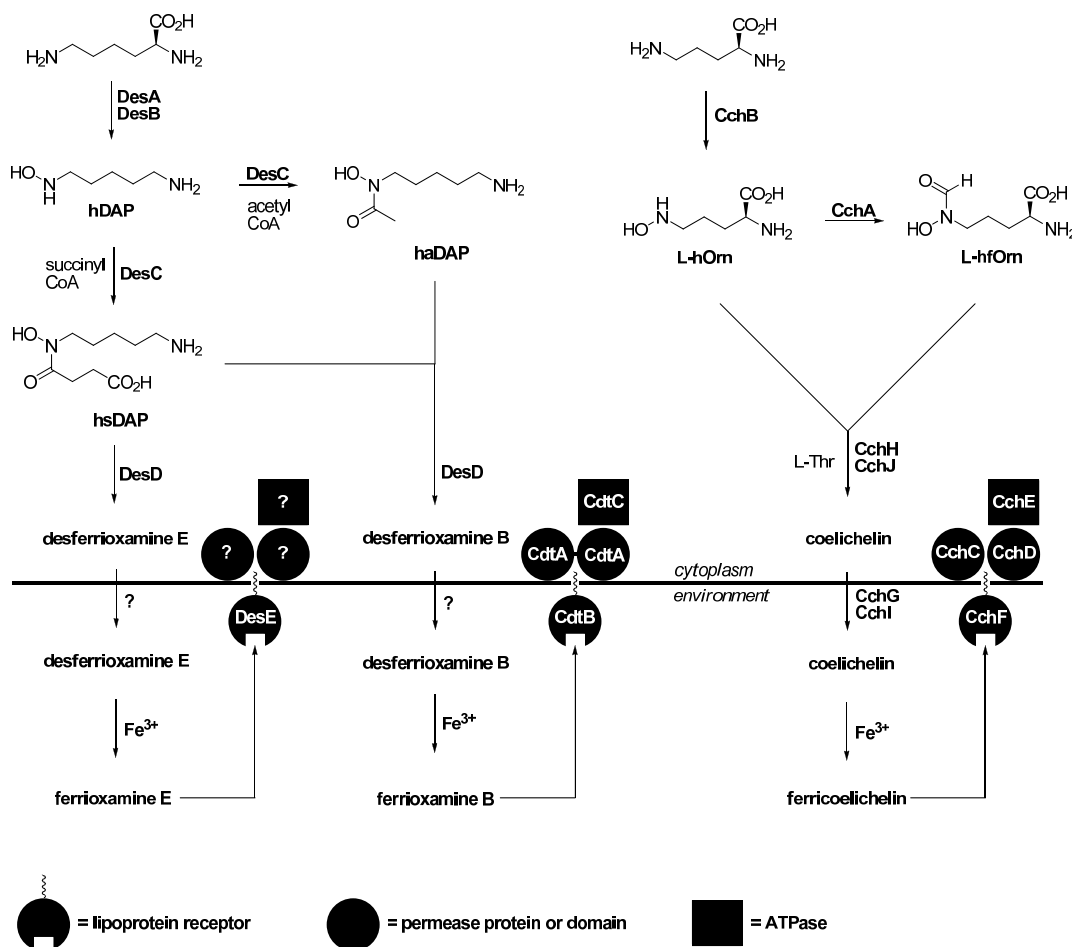 CO2H
H2N
NH2
DesA
DesB
HO
N
H
NH2
hDAP
DesC
acetyl
CoA
HO
N
O
NH2
haDAP
succinyl
CoA
DesC
HO
N
O
NH2
CO2H
hsDAP
DesD
DesD
CO2H
H2N
NH2
CchB
H
N
HO
CO2H
NH2
L-hOrn
CchA
O
H
N
HO
CO2H
NH2
L-hfOrn
L-Thr
CchH
CchJ
desferrioxamine E
?
?
?
desferrioxamine B
CdtC
CdtA
CdtA
coelichelin
CchE
CchC
CchD
cytoplasm
environment
?
DesE
?
CdtB
CchG
CchI
CchF
desferrioxamine E
desferrioxamine B
coelichelin
Fe3+
Fe3+
Fe3+
ferrioxamine E
ferrioxamine B
ferricoelichelin
= lipoprotein receptor
= permease protein or domain
= ATPase